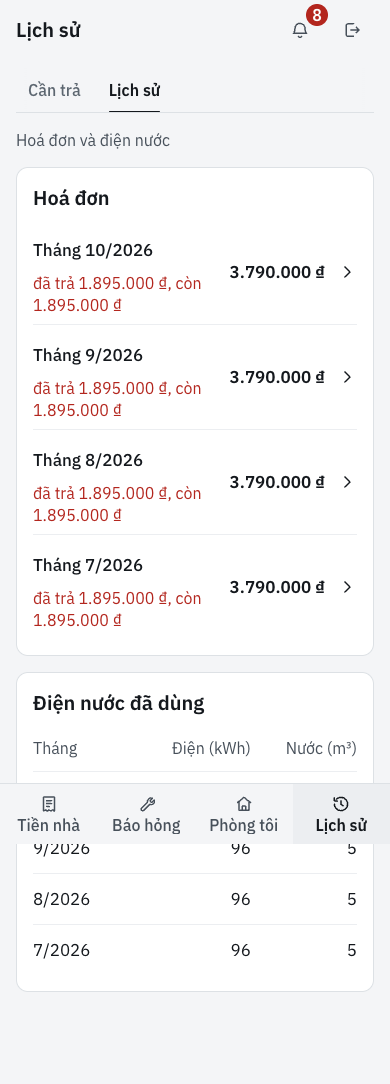 Lịch sử
8
Cần trả
Lịch sử
Hoá đơn và điện nước
Hoá đơn
Tháng 10/2026
đã trả 1.895.000 ₫, còn
1.895.000 ₫
3.790.000 ₫
Tháng 9/2026
đã trả 1.895.000 ₫, còn
1.895.000 ₫
3.790.000 ₫
Tháng 8/2026
đã trả 1.895.000 ₫, còn
1.895.000 ₫
3.790.000 ₫
Tháng 7/2026
đã trả 1.895.000 ₫, còn
1.895.000 ₫
3.790.000 ₫
Điện nước đã dùng
Tháng Điện (kWh) Nước (m³)
Tiền nhà
Báo hỏng
Phòng tôi
Lịch sử
9/2026 96 5
8/2026 96 5
7/2026 96 5